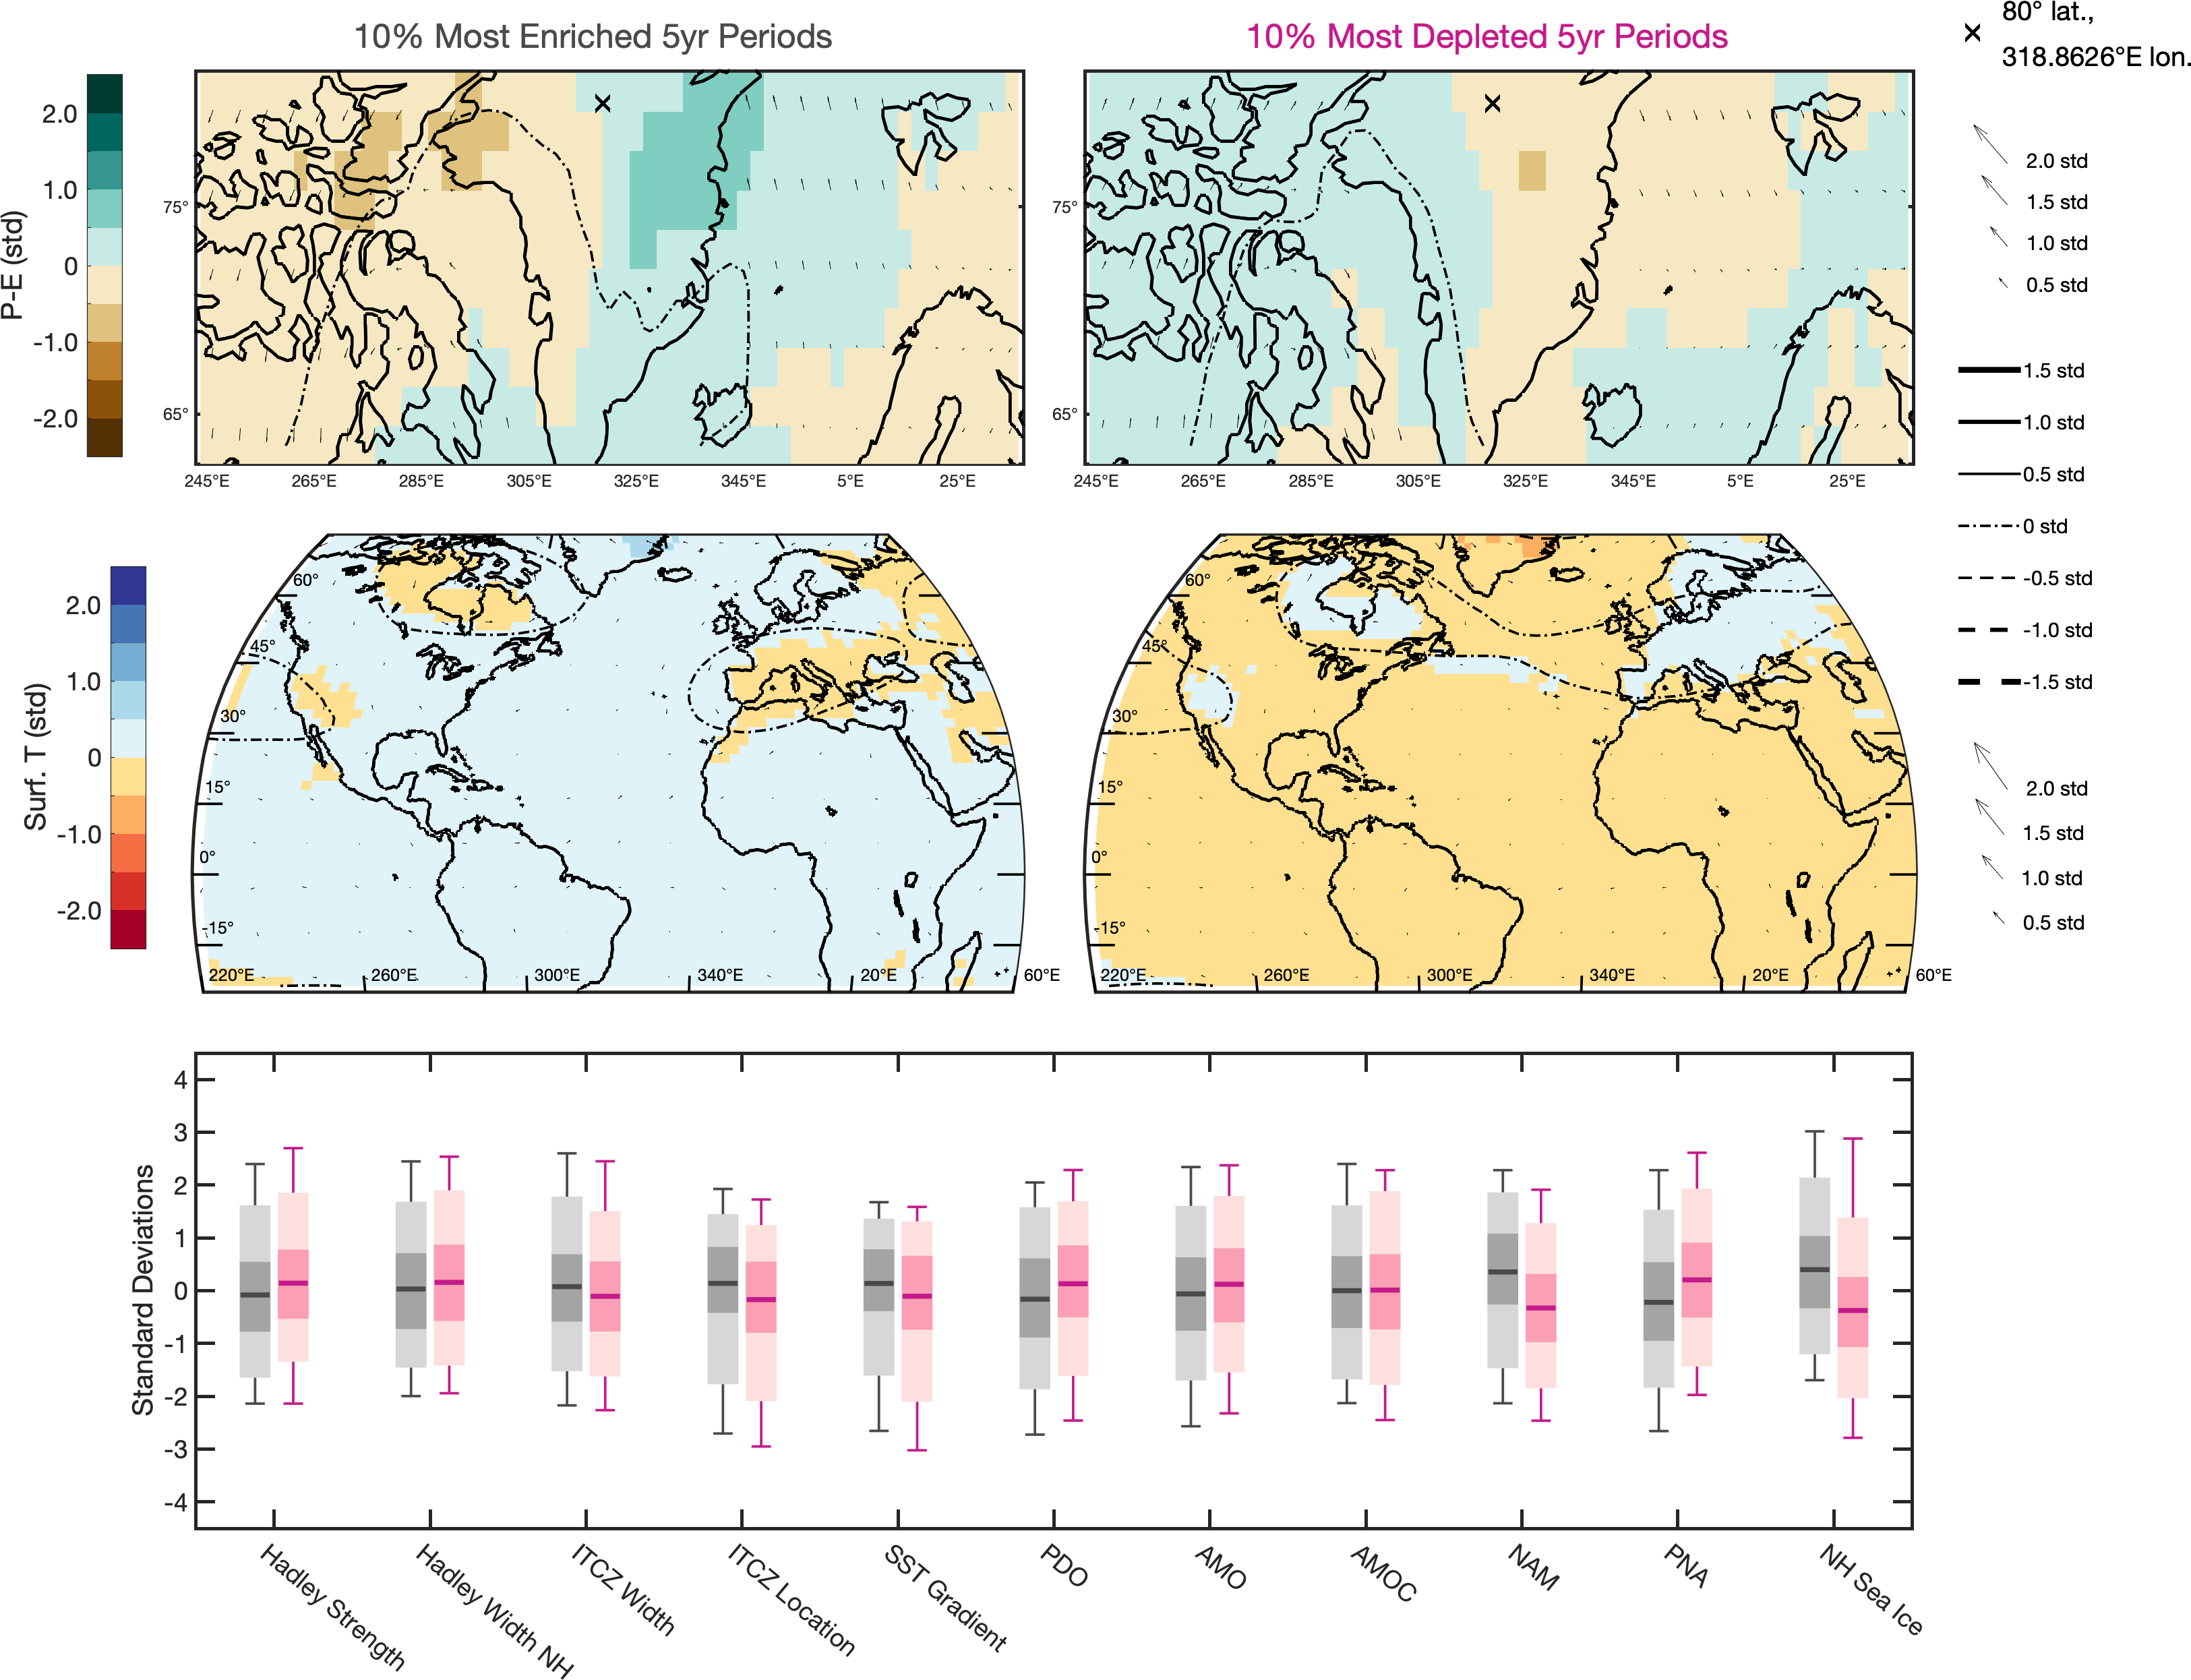 10% Most Enriched 5yr Periods
10% Most Depleted 5yr Periods
80° lat.,
318.8626°E lon.
P-E (std)
2.0
1.0
0
-1.0
-2.0
75°
65°
245°E 265°E 285°E 305°E 325°E 345°E 5°E 25°E
75°
65°
245°E 265°E 285°E 305°E 325°E 345°E 5°E 25°E
2.0 std
1.5 std
1.0 std
0.5 std
1.5 std
1.0 std
0.5 std
0 std
-0.5 std
-1.0 std
-1.5 std
Surf. T (std)
2.0
1.0
0
-1.0
-2.0
60°
45°
30°
15°
0°
-15°
220°E 260°E 300°E 340°E 20°E 60°E
60°
45°
30°
15°
0°
-15°
220°E 260°E 300°E 340°E 20°E 60°E
2.0 std
1.5 std
1.0 std
0.5 std
Standard Deviations
4
3
2
1
0
-1
-2
-3
-4
Hadley Strength
Hadley Width NH
ITCZ Width
ITCZ Location
SST Gradient
PDO
AMO
AMOC
NAM
PNA
NH Sea Ice